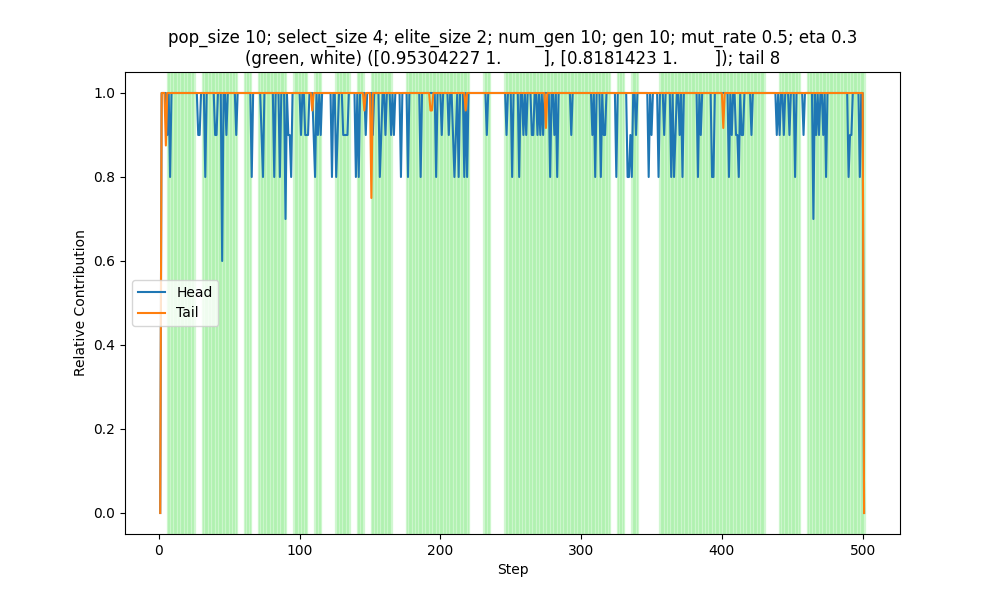 pop_size 10; select_size 4; elite_size 2; num_gen 10; gen 10; mut_rate 0.5; eta 0.3
(green, white) ([0.95304227 1.        ], [0.8181423 1.        ]); tail 8
1.0
0.8
0.6
0.4
0.2
0.0
Relative Contribution
Head
Tail
0
100
200
300
400
500
Step